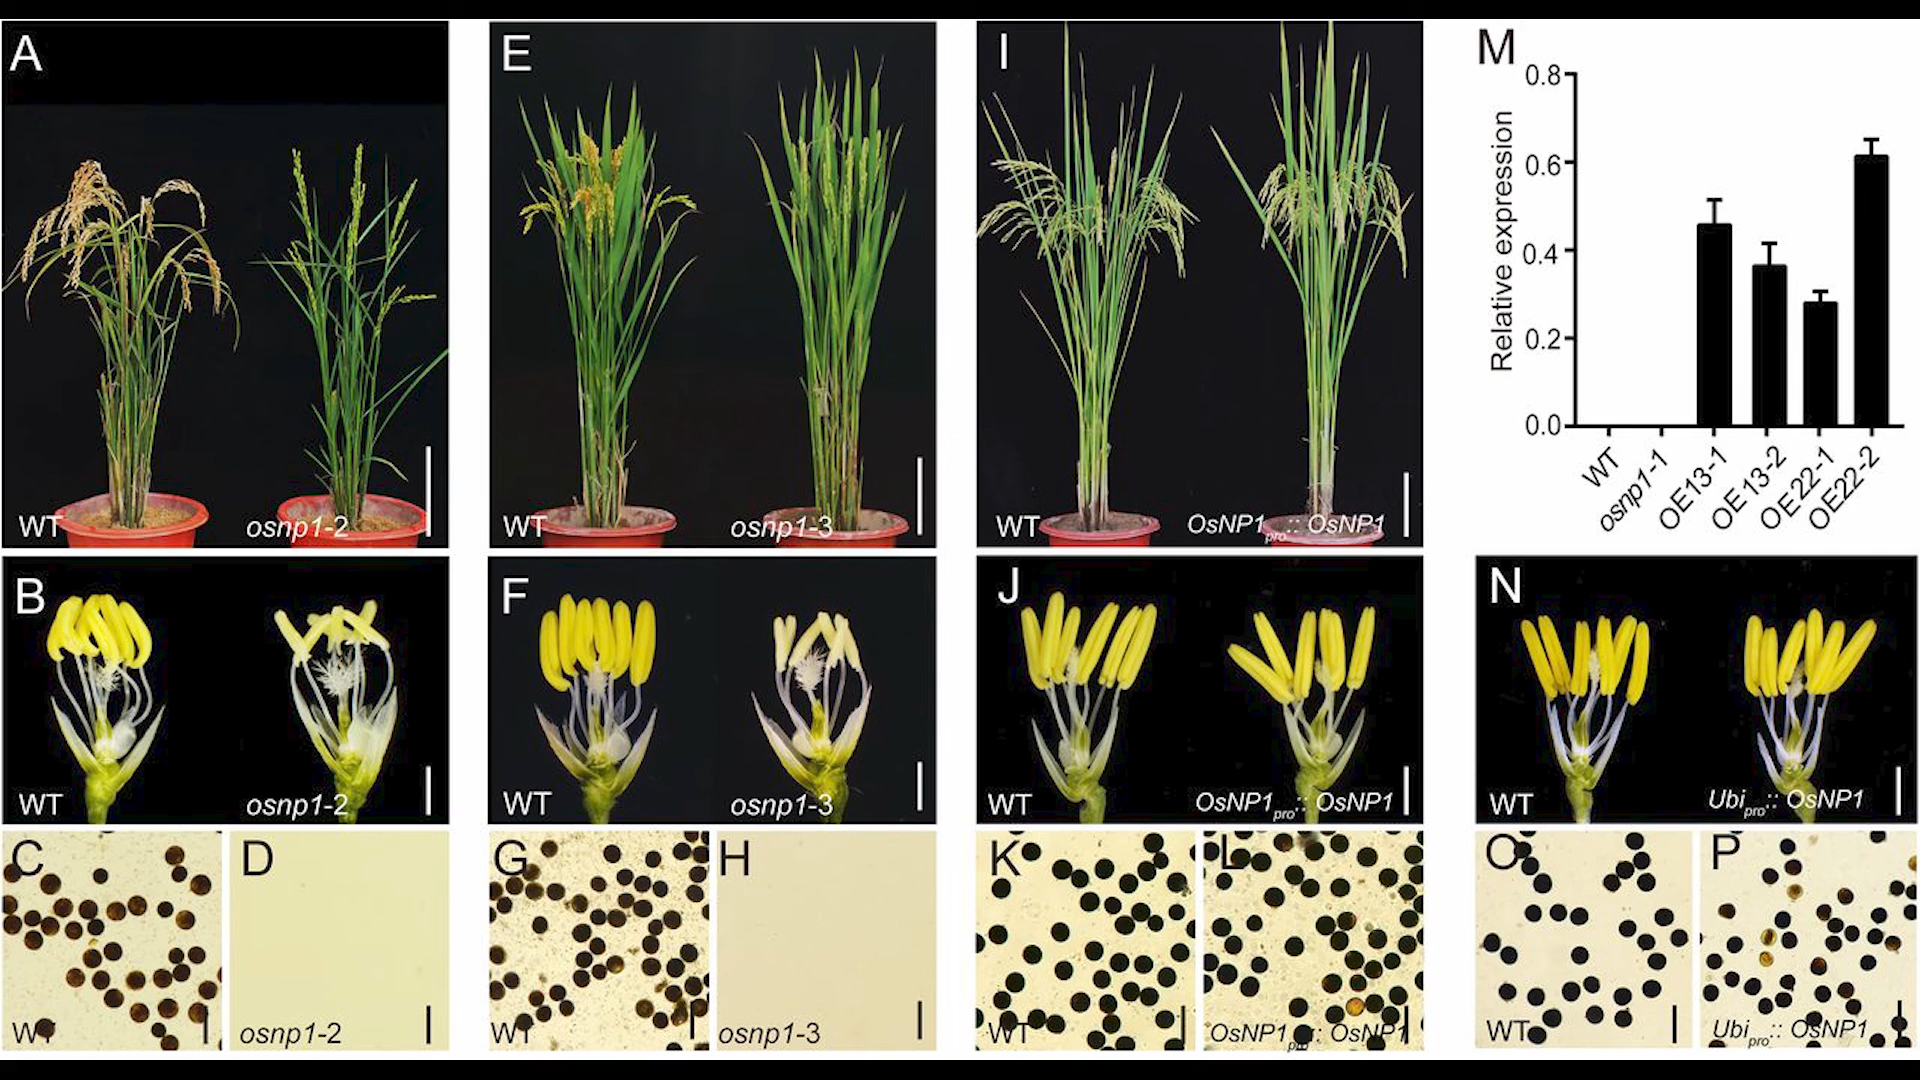 A
WT
osnp1-2
B
WT
osnp1-2
C
WT
D
osnp1-2
E
WT
osnp1-3
F
WT
osnp1-3
G
WT
H
osnp1-3
I
WT
OsNP1pro:: OsNP1
J
WT
OsNP1pro:: OsNP1
K
WT
L
OsNP1pro:: OsNP1
M
Relative expression
0.8
0.6
0.4
0.2
0.0
WT
osnp1-1
OE13-1
OE13-2
OE22-1
OE22-2
N
WT
Ubipro:: OsNP1
O
WT
P
Ubipro:: OsNP1